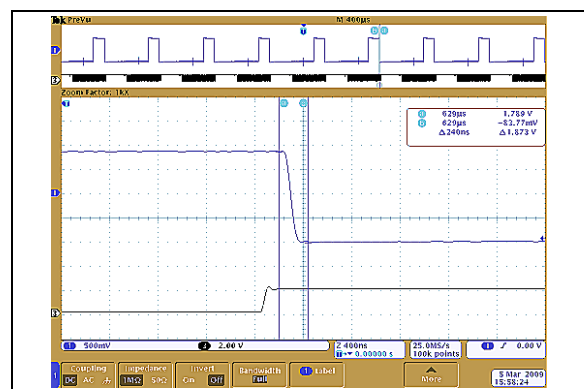 Tek PreVu M 400µs
Zoom Factor: 1kX
a 629µs 1.789 V
b 629µs −83.77mV
Δ240ns Δ1.873 V
1 500mV 3 2.00 V Z 400ns 25.0MS/s 1 0.00 V
0.00000 s 100k points
Coupling Impedance Invert Bandwidth 1 Label
DC AC 1MΩ 50Ω On Off Full More
5 Mar 2009
15:58:24